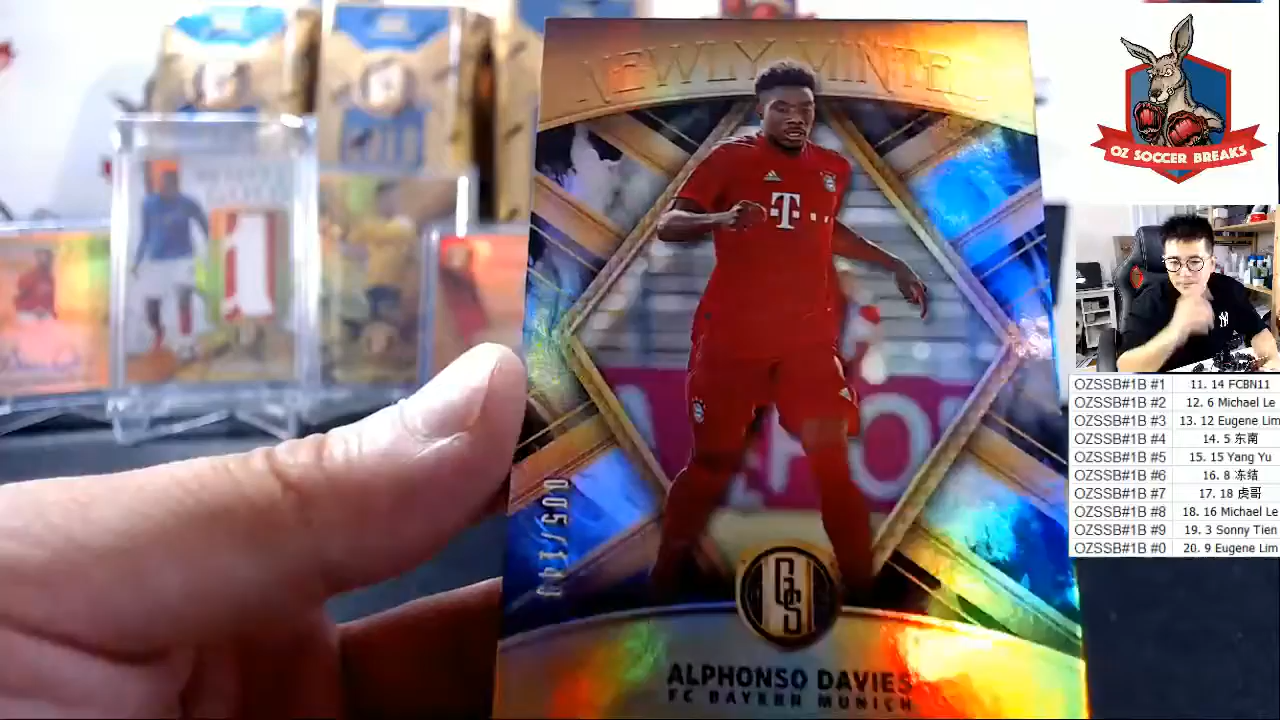 NEWLY MINTE
T
005/149
GS
ALPHONSO DAVIES
FC BAYERN MUNICH
OZ SOCCER BREAKS
OZSSB#1B #1 11. 14 FCBN11
OZSSB#1B #2 12. 6 Michael Le
OZSSB#1B #3 13. 12 Eugene Lim
OZSSB#1B #4 14. 5 东南
OZSSB#1B #5 15. 15 Yang Yu
OZSSB#1B #6 16. 8 冻结
OZSSB#1B #7 17. 18 虎哥
OZSSB#1B #8 18. 16 Michael Le
OZSSB#1B #9 19. 3 Sonny Tien
OZSSB#1B #0 20. 9 Eugene Lim